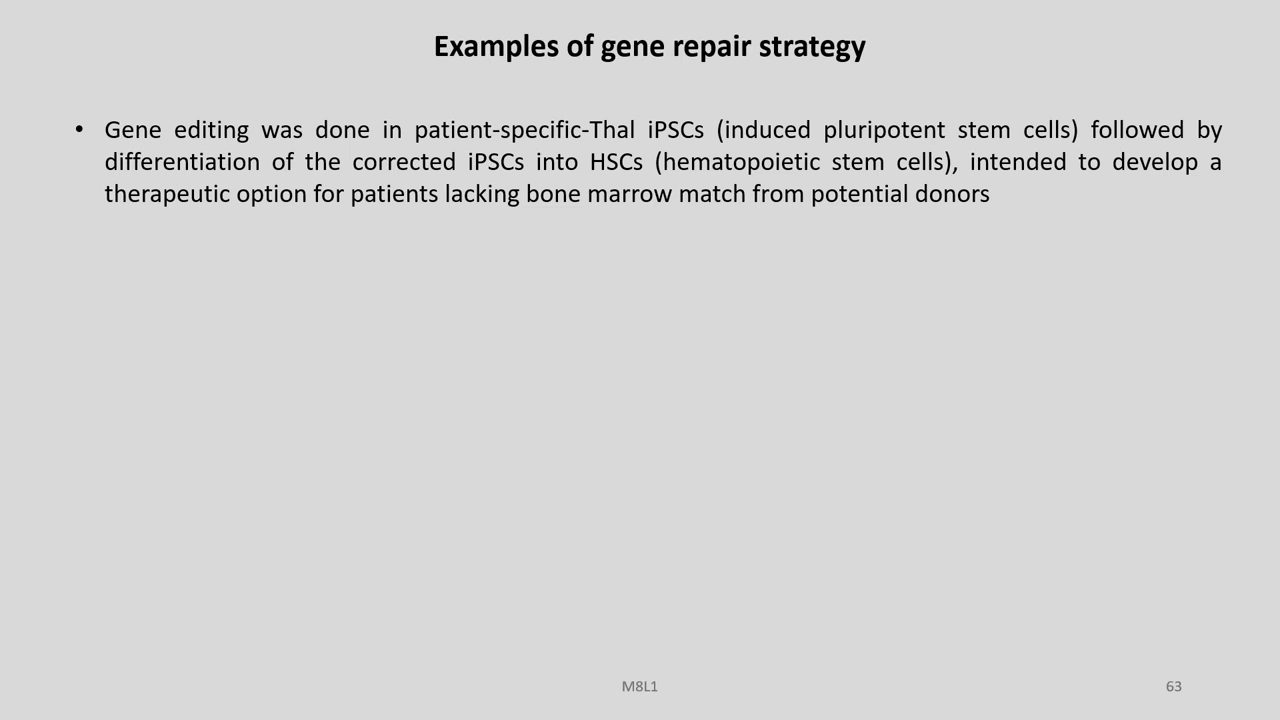 Examples of gene repair strategy
• Gene editing was done in patient-specific-Thal iPSCs (induced pluripotent stem cells) followed by
differentiation of the corrected iPSCs into HSCs (hematopoietic stem cells), intended to develop a
therapeutic option for patients lacking bone marrow match from potential donors
M8L1
63